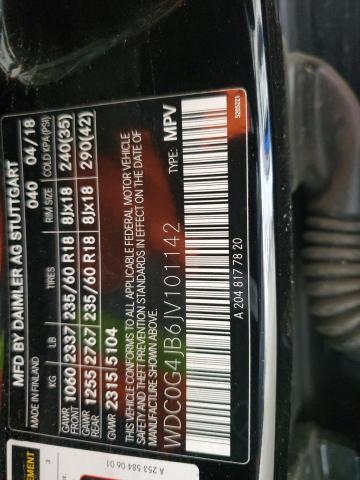 MFD BY DAIMLER AG STUTTGART
MADE IN FINLAND 040 04/18
KG LB TIRES RIM SIZE COLD KPA(PSI)
GAWR FRONT 1060 2337 235/60 R18 8Jx18 240(35)
GAWR REAR 1255 2767 235/60 R18 8Jx18 290(42)
GVWR 2315 5104
THIS VEHICLE CONFORMS TO ALL APPLICABLE FEDERAL MOTOR VEHICLE
SAFETY AND THEFT PREVENTION STANDARDS IN EFFECT ON THE DATE OF
MANUFACTURE SHOWN ABOVE.
WDC0G4JB6JV101142 TYPE: MPV
A 204 817 78 20
5286221
EMENT
3
A 253 584 06 01